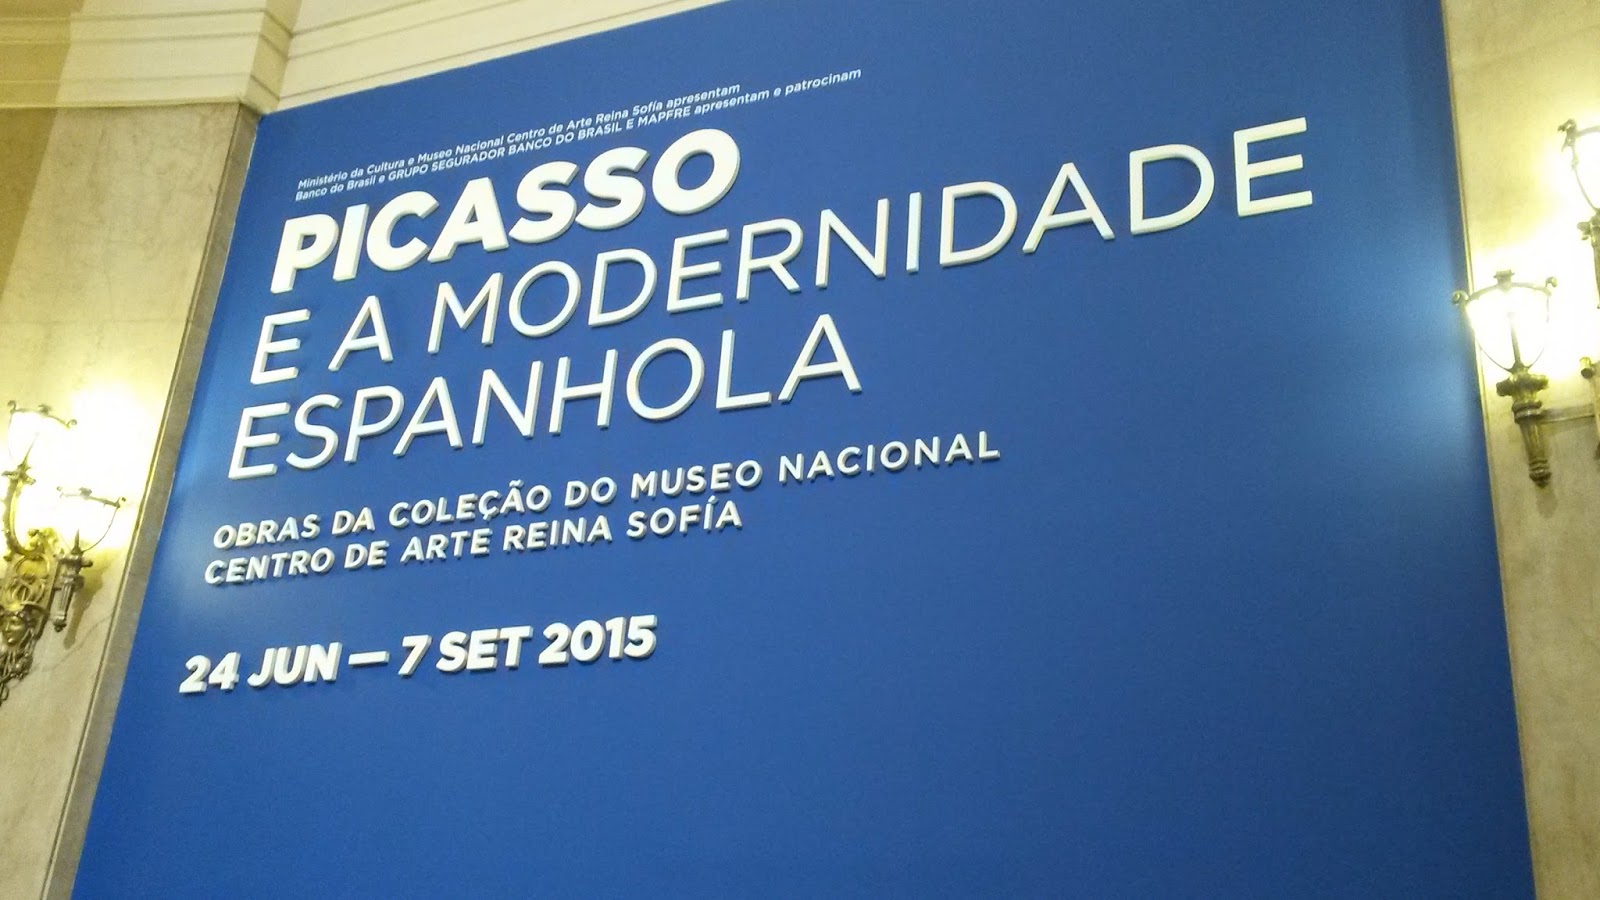 Ministério da Cultura e Museo Nacional Centro de Arte Reina Sofía apresentam
Banco do Brasil e GRUPO SEGURADOR BANCO DO BRASIL E MAPFRE apresentam e patrocinam
PICASSO
E A MODERNIDADE
ESPANHOLA
OBRAS DA COLEÇÃO DO MUSEO NACIONAL
CENTRO DE ARTE REINA SOFÍA
24 JUN — 7 SET 2015